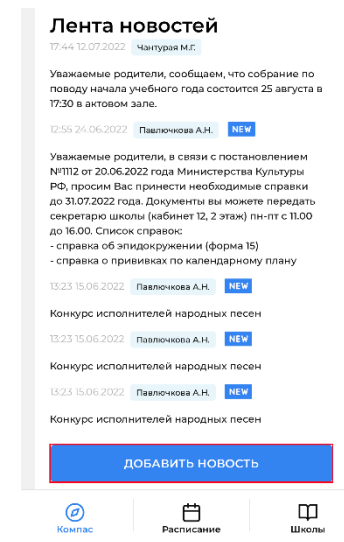 Лента новостей
17:44 12.07.2022 Чантурая М.Г.
Уважаемые родители, сообщаем, что собрание по
поводу начала учебного года состоится 25 августа в
17:30 в актовом зале.
12:55 24.06.2022 Павлючкова А.Н. NEW
Уважаемые родители, в связи с постановлением
№1112 от 20.06.2022 года Министерства Культуры
РФ, просим Вас принести необходимые справки
до 31.07.2022 года. Документы вы можете передать
секретарю школы (кабинет 12, 2 этаж) пн-пт с 11.00
до 16.00. Список справок:
- справка об эпидокружении (форма 15)
- справка о прививках по календарному плану
13:23 15.06.2022 Павлючкова А.Н. NEW
Конкурс исполнителей народных песен
13:23 15.06.2022 Павлючкова А.Н. NEW
Конкурс исполнителей народных песен
13:23 15.06.2022 Павлючкова А.Н. NEW
Конкурс исполнителей народных песен
ДОБАВИТЬ НОВОСТЬ
Компас Расписание Школы